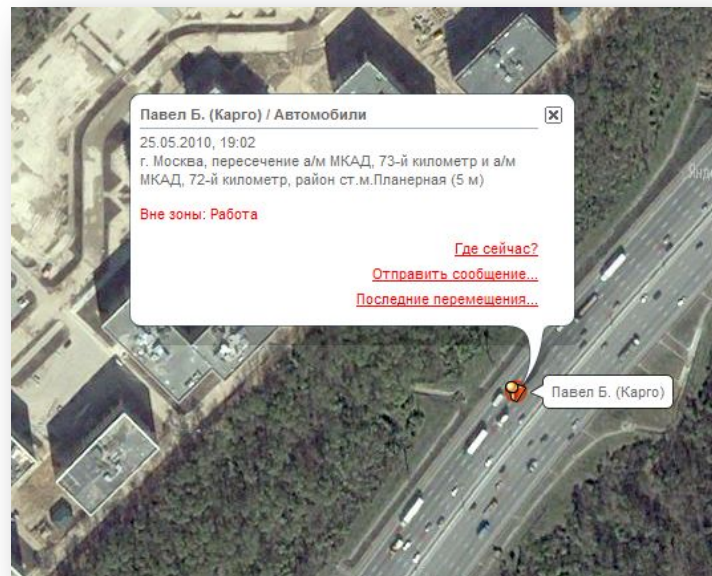 Павел Б. (Карго) / Автомобили
25.05.2010, 19:02
г. Москва, пересечение а/м МКАД, 73-й километр и а/м
МКАД, 72-й километр, район ст.м.Планерная (5 м)
Вне зоны: Работа
Где сейчас?
Отправить сообщение...
Последние перемещения...
Павел Б. (Карго)